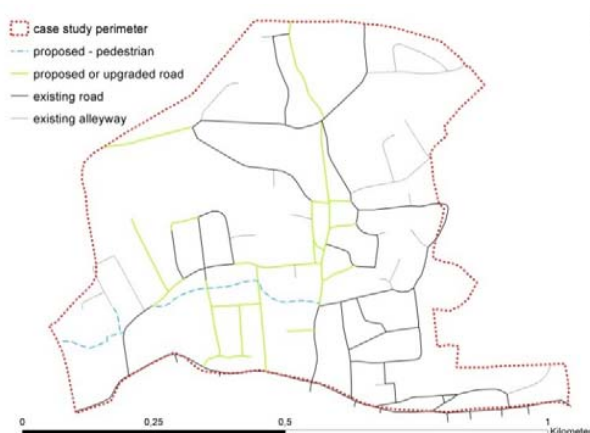 case study perimeter
proposed - pedestrian
proposed or upgraded road
existing road
existing alleyway
0 0,25 0,5 1
Kilometer